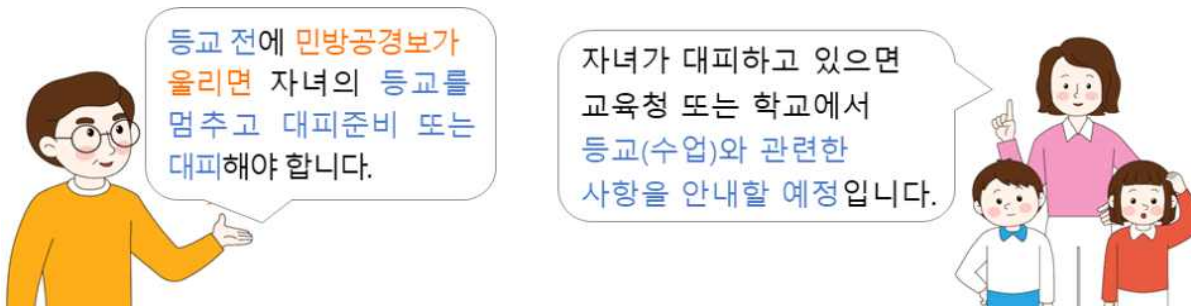 등교 전에 민방공경보가
울리면 자녀의 등교를
멈추고 대피준비 또는
대피해야 합니다.
자녀가 대피하고 있으면
교육청 또는 학교에서
등교(수업)와 관련한
사항을 안내할 예정입니다.